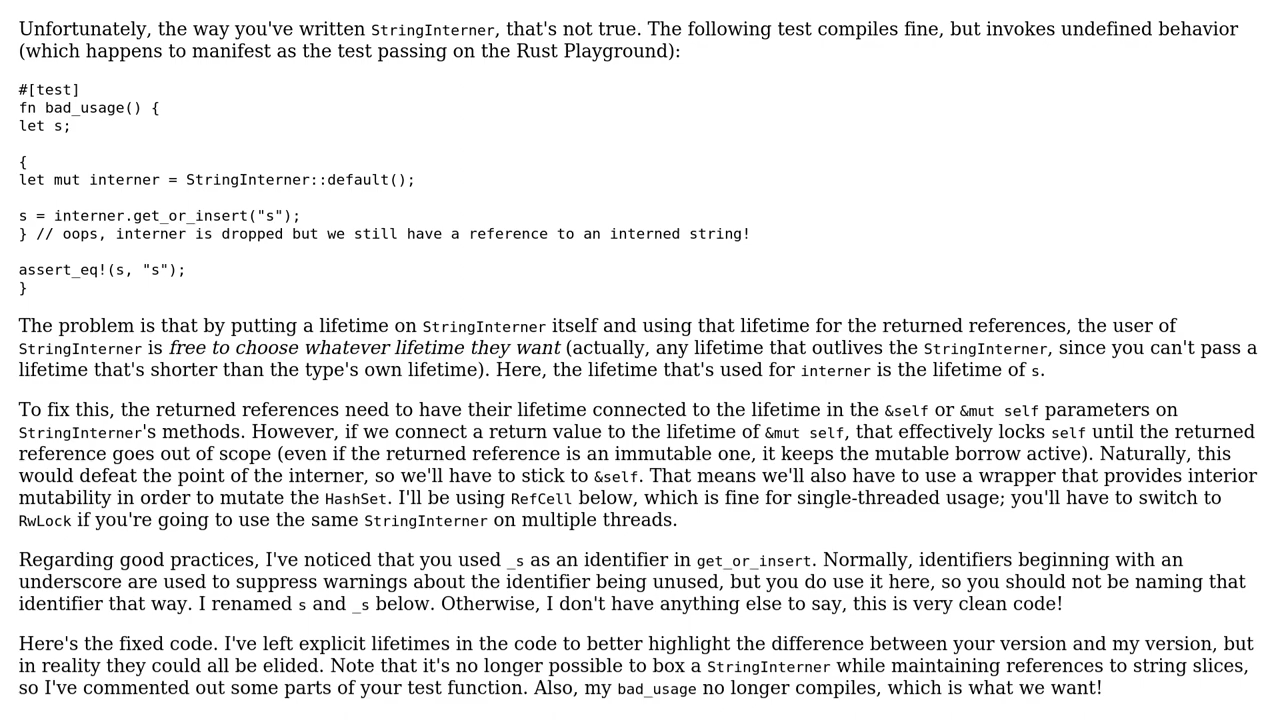 Unfortunately, the way you've written StringInterner, that's not true. The following test compiles fine, but invokes undefined behavior
(which happens to manifest as the test passing on the Rust Playground):
#[test]
fn bad_usage() {
let s;
{
let mut interner = StringInterner::default();
s = interner.get_or_insert("s");
} // oops, interner is dropped but we still have a reference to an interned string!
assert_eq!(s, "s");
}
The problem is that by putting a lifetime on StringInterner itself and using that lifetime for the returned references, the user of
StringInterner is free to choose whatever lifetime they want (actually, any lifetime that outlives the StringInterner, since you can't pass a
lifetime that's shorter than the type's own lifetime). Here, the lifetime that's used for interner is the lifetime of s.
To fix this, the returned references need to have their lifetime connected to the lifetime in the &self or &mut self parameters on
StringInterner's methods. However, if we connect a return value to the lifetime of &mut self, that effectively locks self until the returned
reference goes out of scope (even if the returned reference is an immutable one, it keeps the mutable borrow active). Naturally, this
would defeat the point of the interner, so we'll have to stick to &self. That means we'll also have to use a wrapper that provides interior
mutability in order to mutate the HashSet. I'll be using RefCell below, which is fine for single-threaded usage; you'll have to switch to
RwLock if you're going to use the same StringInterner on multiple threads.
Regarding good practices, I've noticed that you used _s as an identifier in get_or_insert. Normally, identifiers beginning with an
underscore are used to suppress warnings about the identifier being unused, but you do use it here, so you should not be naming that
identifier that way. I renamed s and _s below. Otherwise, I don't have anything else to say, this is very clean code!
Here's the fixed code. I've left explicit lifetimes in the code to better highlight the difference between your version and my version, but
in reality they could all be elided. Note that it's no longer possible to box a StringInterner while maintaining references to string slices,
so I've commented out some parts of your test function. Also, my bad_usage no longer compiles, which is what we want!